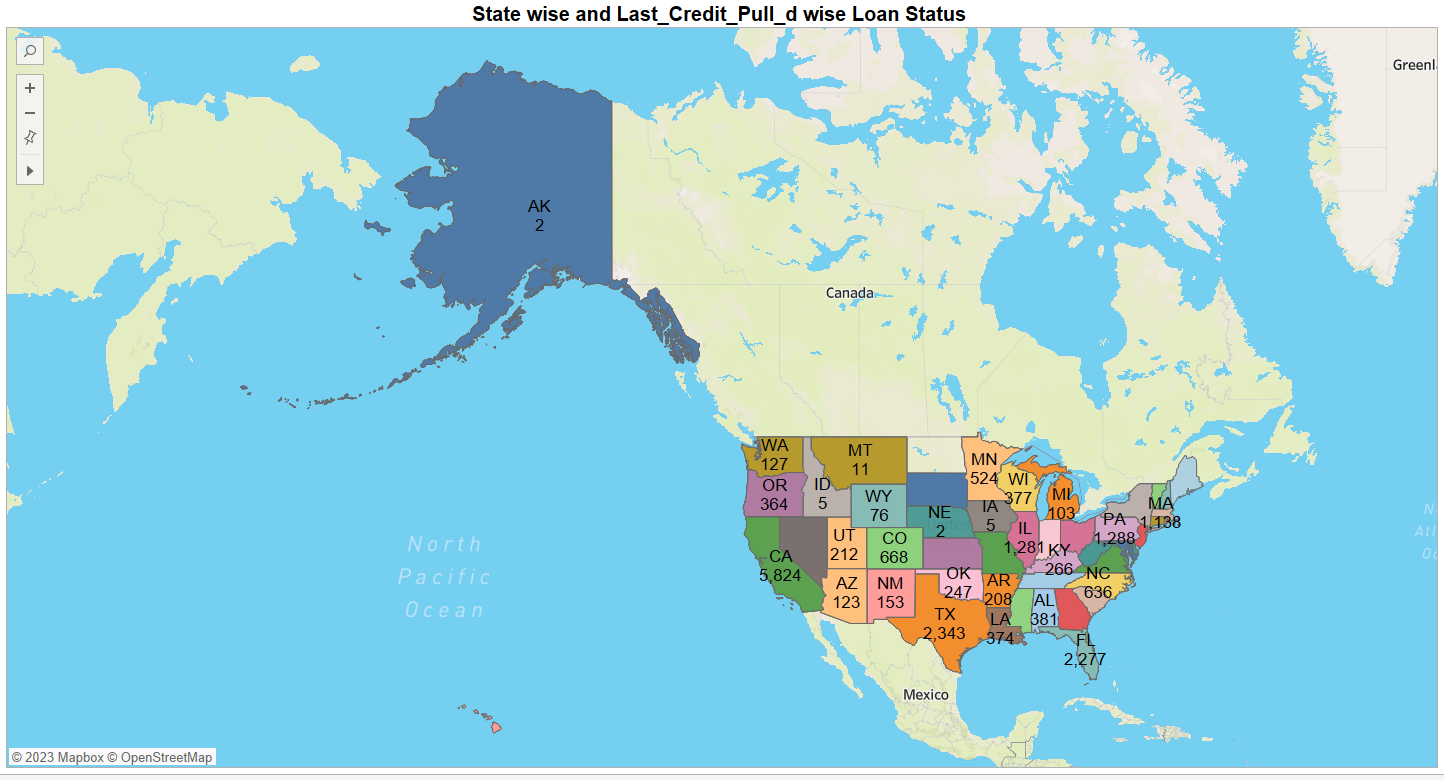 State wise and Last_Credit_Pull_d wise Loan Status
Greenl
AK
2
Canada
WA
127
MT
11
MN
524
OR
364
ID
5
WY
76
WI
377
MI
103
MA
1,138
NE
2
IA
5
PA
1,288
UT
212
CO
668
IL
1,281
KY
266
CA
5,824
AZ
123
NM
153
OK
247
AR
208
NC
636
TX
2,343
LA
374
AL
381
FL
2,277
North
Pacific
Ocean
Mexico
© 2023 Mapbox © OpenStreetMap